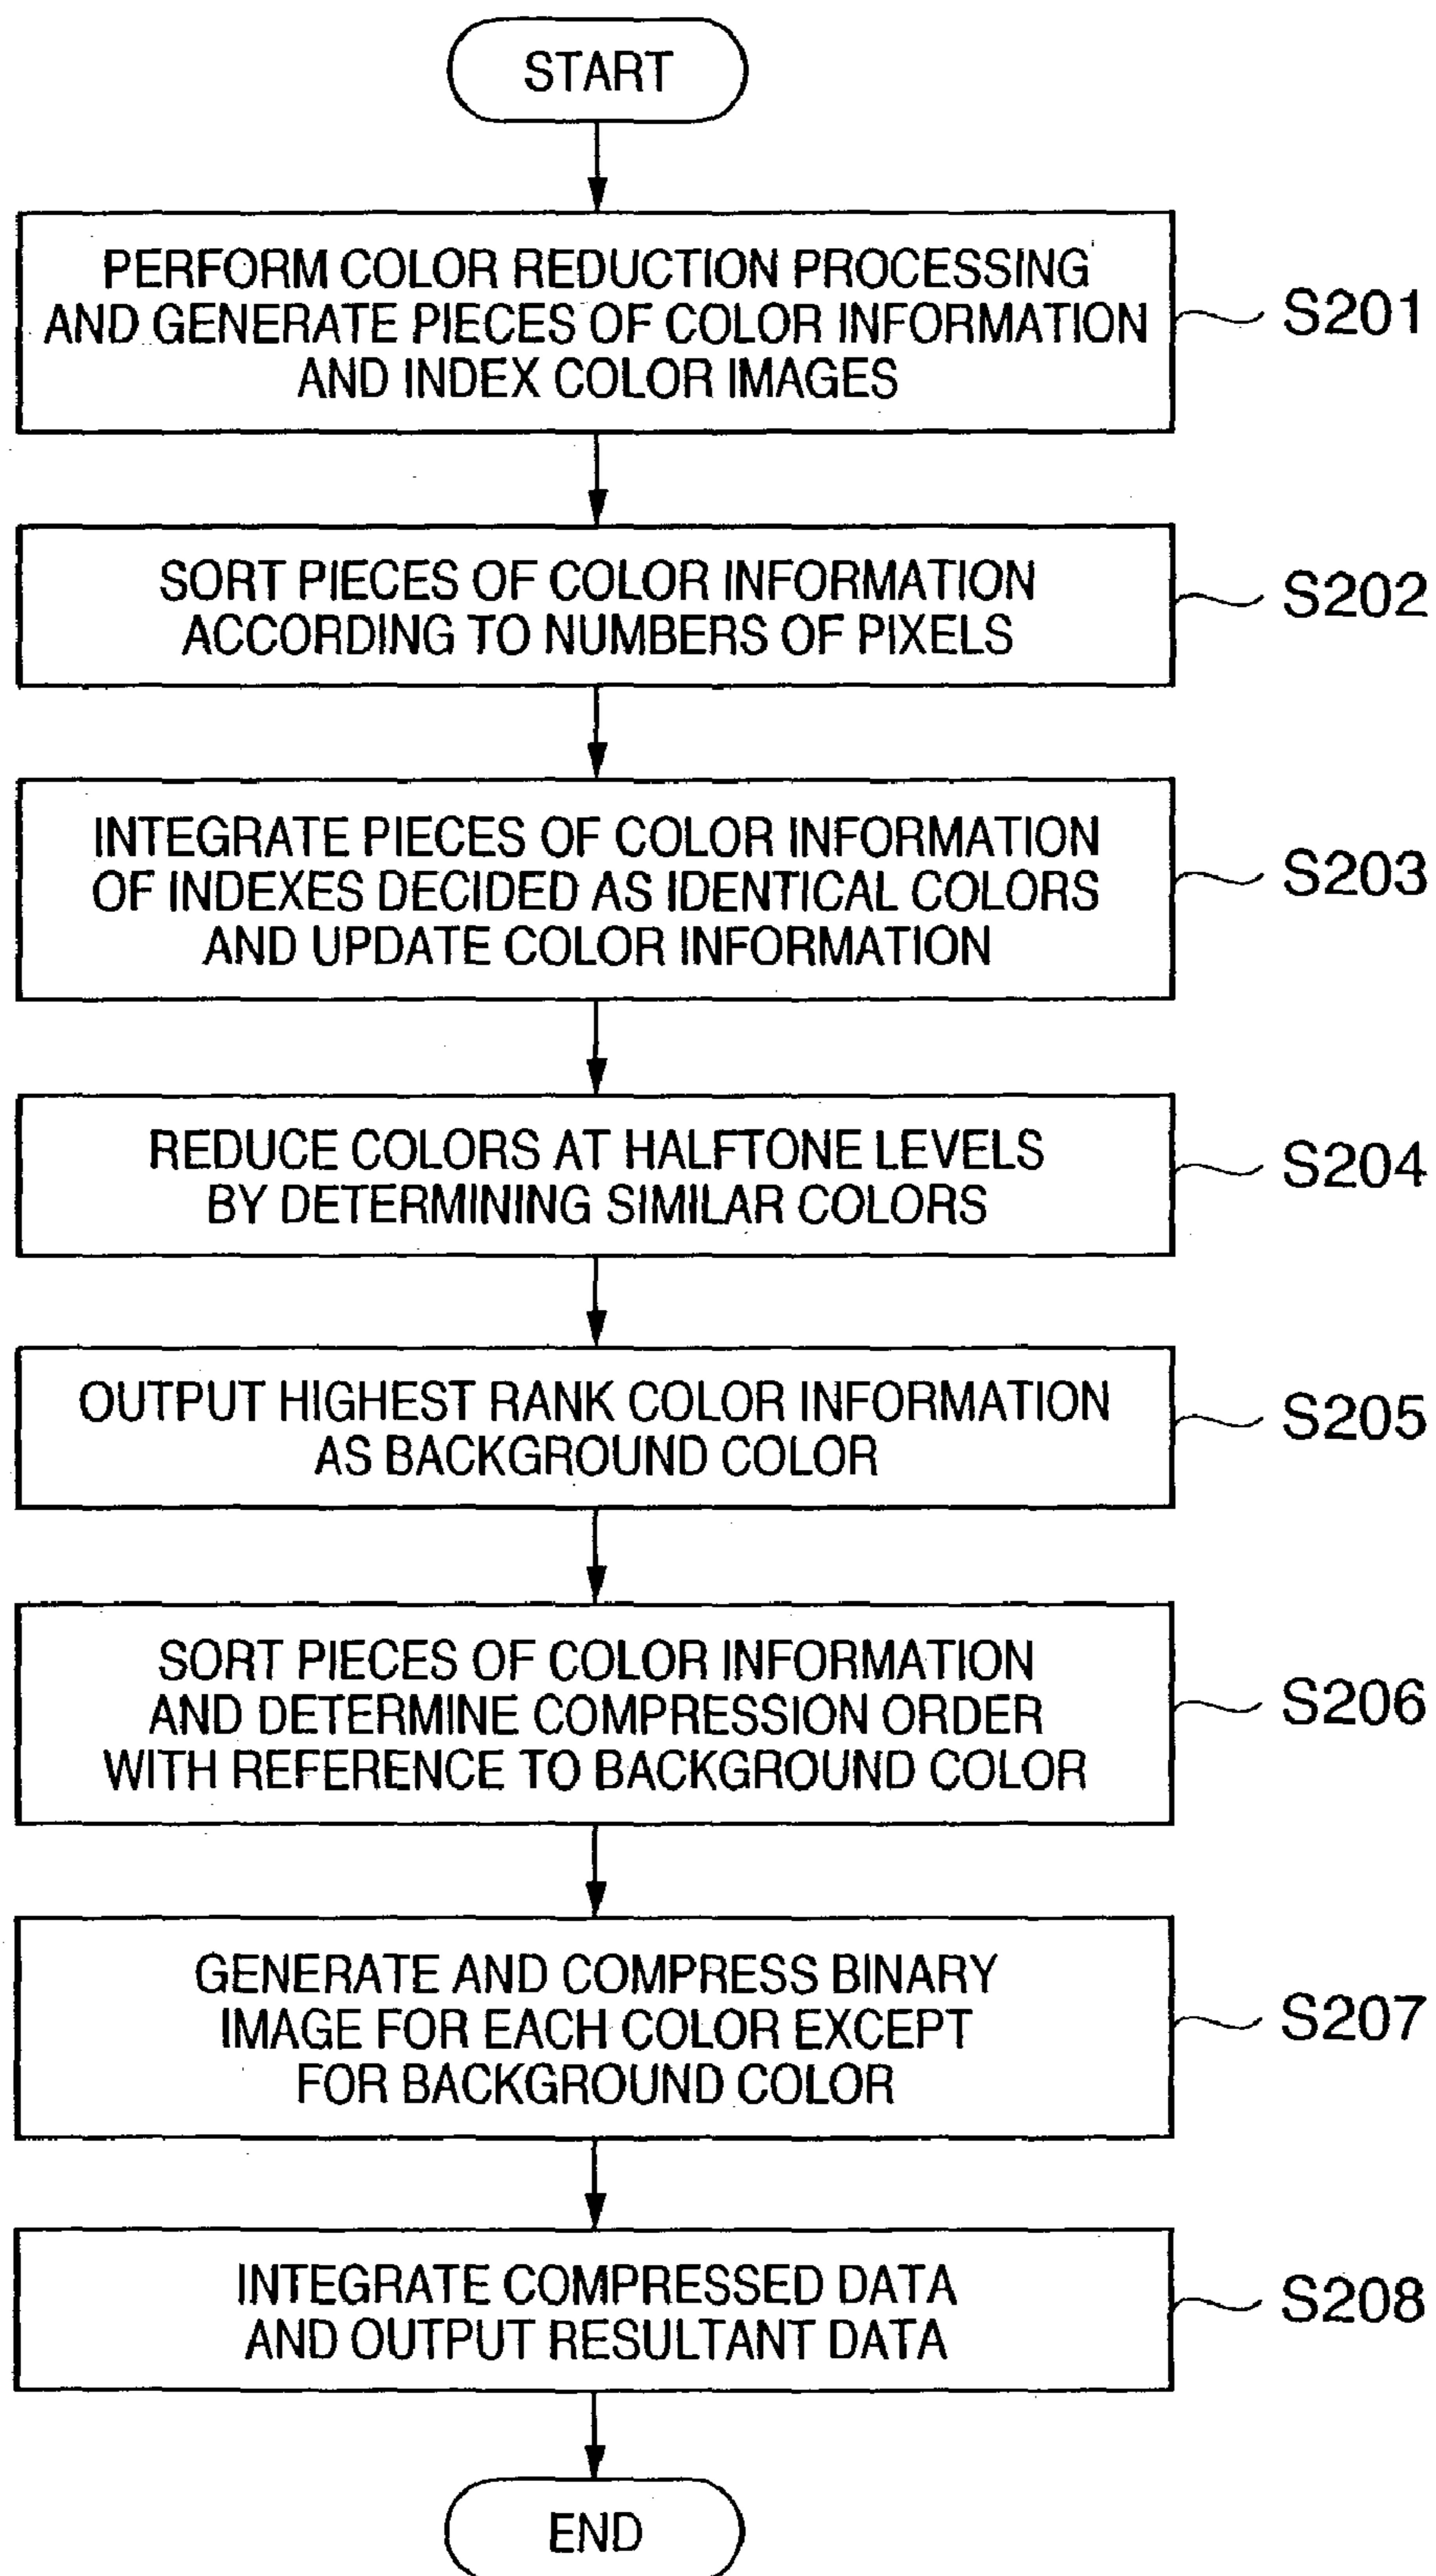 START
PERFORM COLOR REDUCTION PROCESSING
AND GENERATE PIECES OF COLOR INFORMATION
AND INDEX COLOR IMAGES
S201
SORT PIECES OF COLOR INFORMATION
ACCORDING TO NUMBERS OF PIXELS
S202
INTEGRATE PIECES OF COLOR INFORMATION
OF INDEXES DECIDED AS IDENTICAL COLORS
AND UPDATE COLOR INFORMATION
S203
REDUCE COLORS AT HALFTONE LEVELS
BY DETERMINING SIMILAR COLORS
S204
OUTPUT HIGHEST RANK COLOR INFORMATION
AS BACKGROUND COLOR
S205
SORT PIECES OF COLOR INFORMATION
AND DETERMINE COMPRESSION ORDER
WITH REFERENCE TO BACKGROUND COLOR
S206
GENERATE AND COMPRESS BINARY
IMAGE FOR EACH COLOR EXCEPT
FOR BACKGROUND COLOR
S207
INTEGRATE COMPRESSED DATA
AND OUTPUT RESULTANT DATA
S208
END